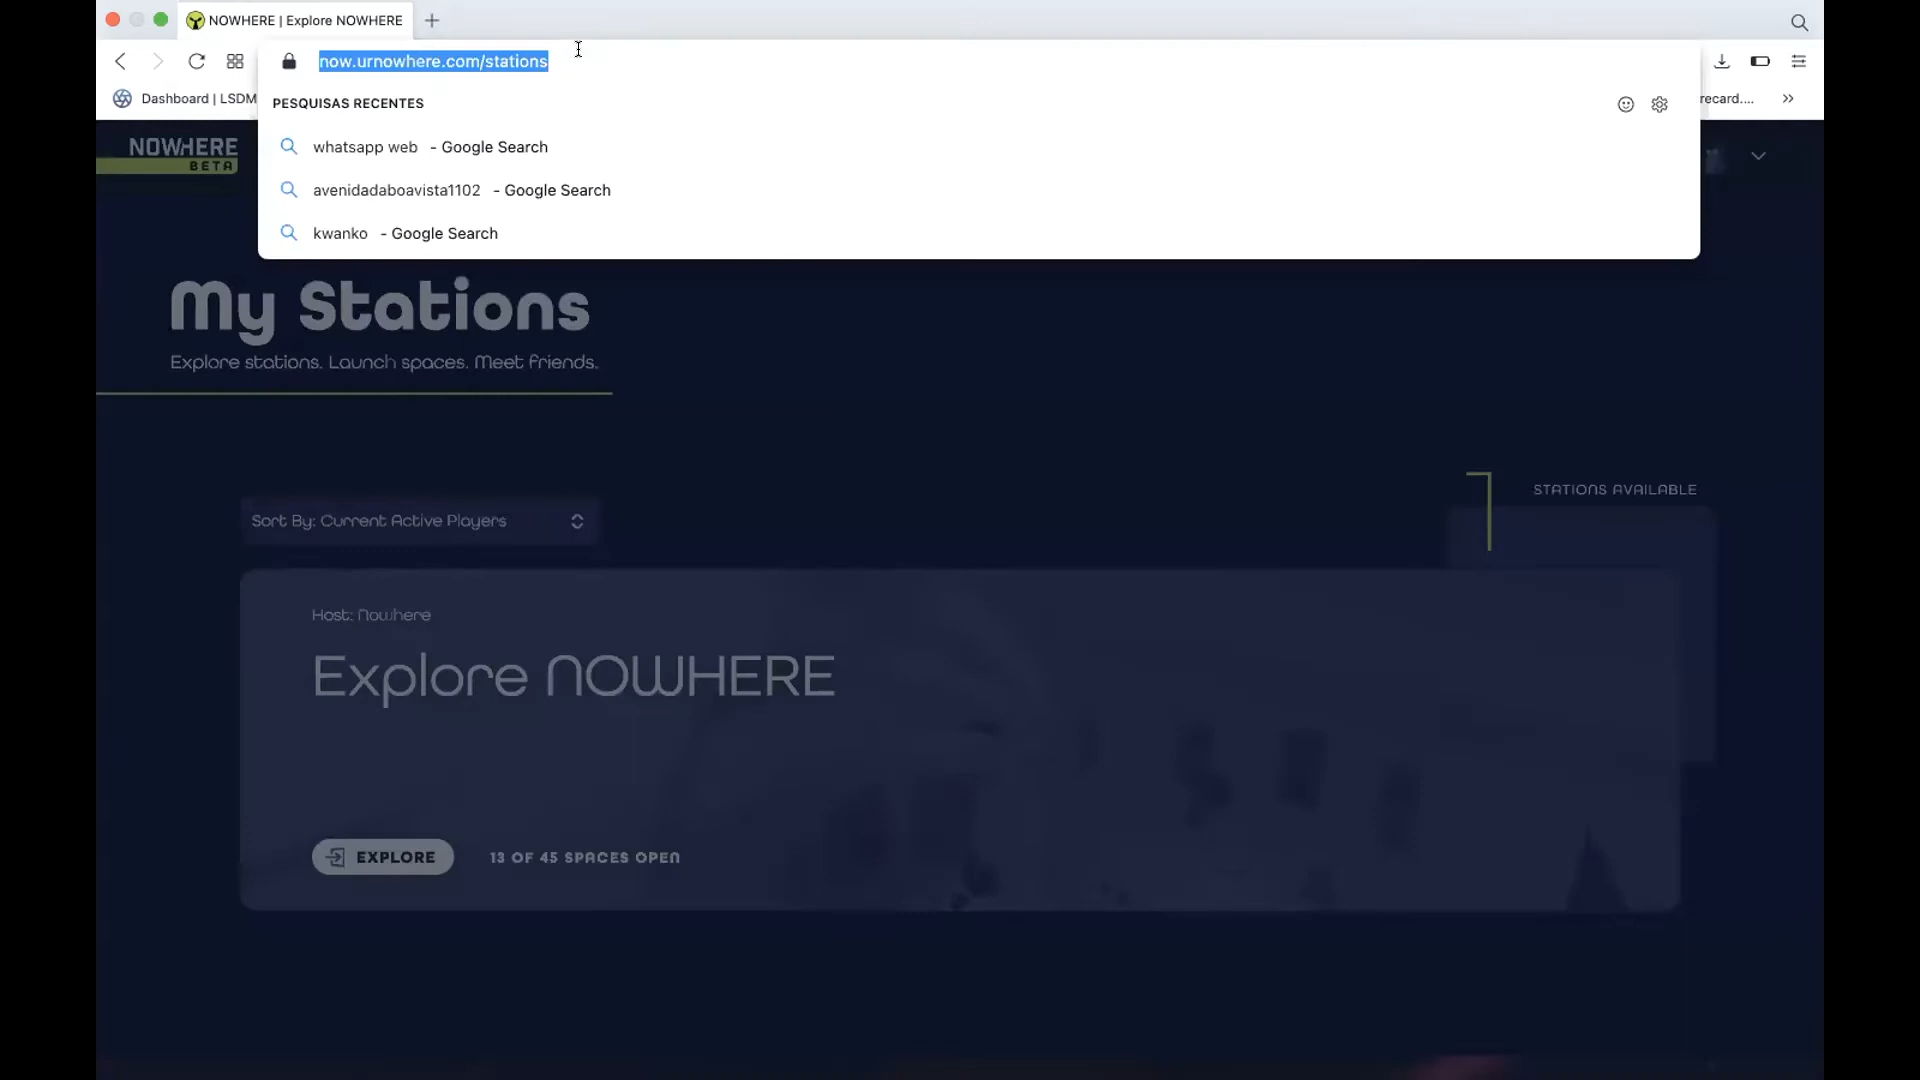 NOWHERE | Explore NOWHERE
now.urnowhere.com/stations
Dashboard | LSDM
recard....
PESQUISAS RECENTES
whatsapp web - Google Search
avenidadaboavista1102 - Google Search
kwanko - Google Search
NOWHERE
BETA
My Stations
Explore stations. Launch spaces. Meet friends.
STATIONS AVAILABLE
Sort By: Current Active Players
Host: Nowhere
Explore NOWHERE
EXPLORE
13 OF 45 SPACES OPEN